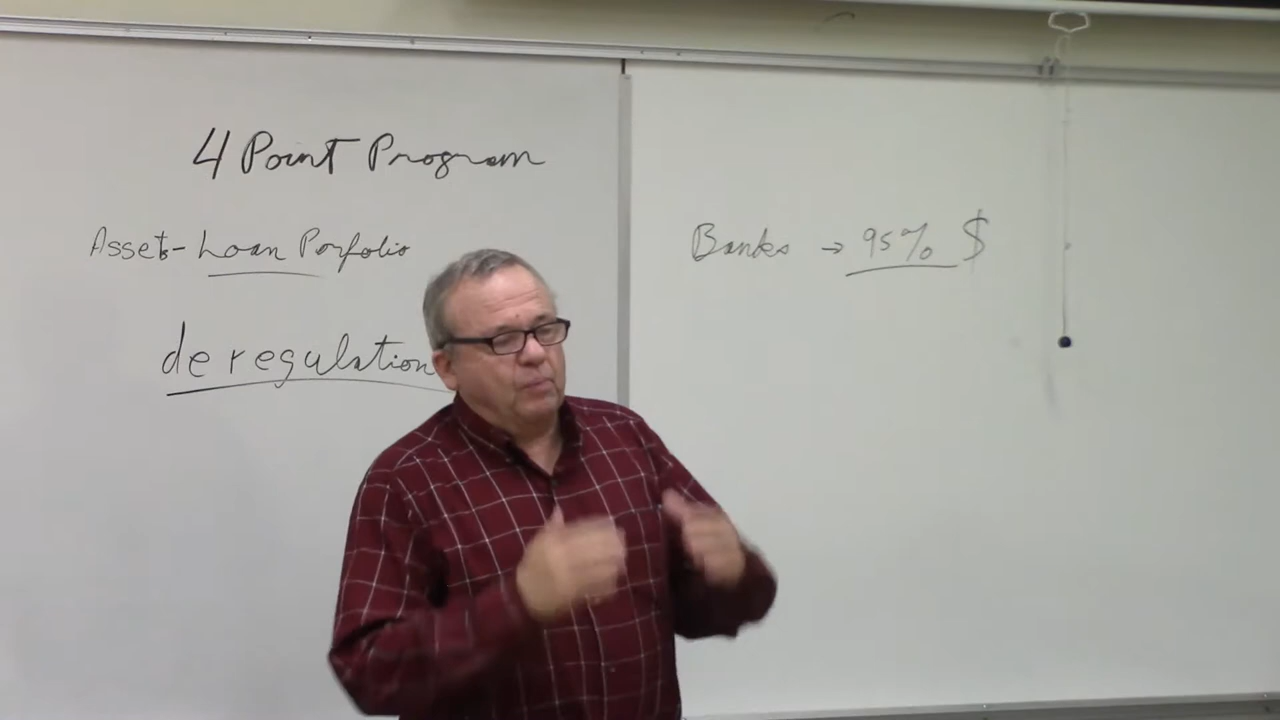 4 Point Program
Assets-Loan Porfolio
deregulation
Banks → 95% $